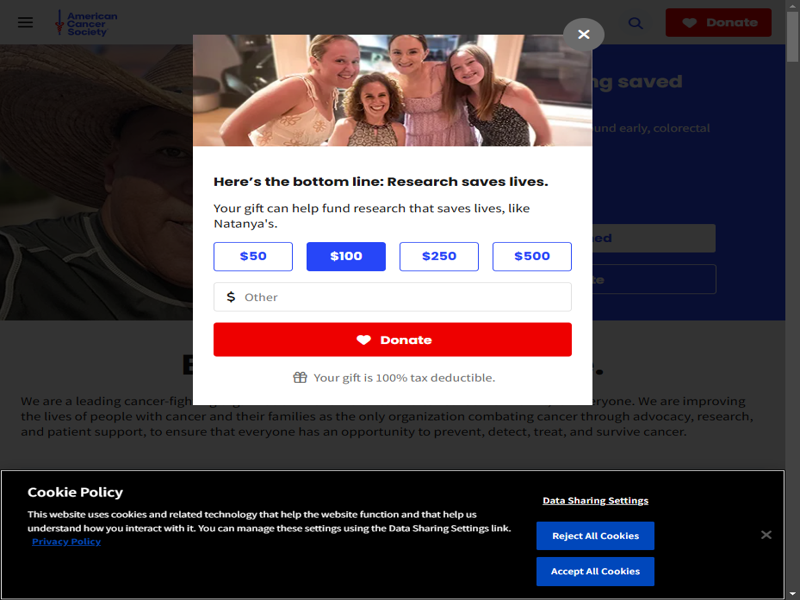 American
Cancer
Society
Donate
ng saved
und early, colorectal
Here's the bottom line: Research saves lives.
Your gift can help fund research that saves lives, like
Natanya's.
$50
$100
$250
$500
$ Other
Donate
Your gift is 100% tax deductible.
We are a leading cancer-fighting
everyone. We are improving
the lives of people with cancer and their families as the only organization combating cancer through advocacy, research,
and patient support, to ensure that everyone has an opportunity to prevent, detect, treat, and survive cancer.
Cookie Policy
This website uses cookies and related technology that help the website function and that help us
understand how you interact with it. You can manage these settings using the Data Sharing Settings link.
Privacy Policy
Data Sharing Settings
Reject All Cookies
Accept All Cookies